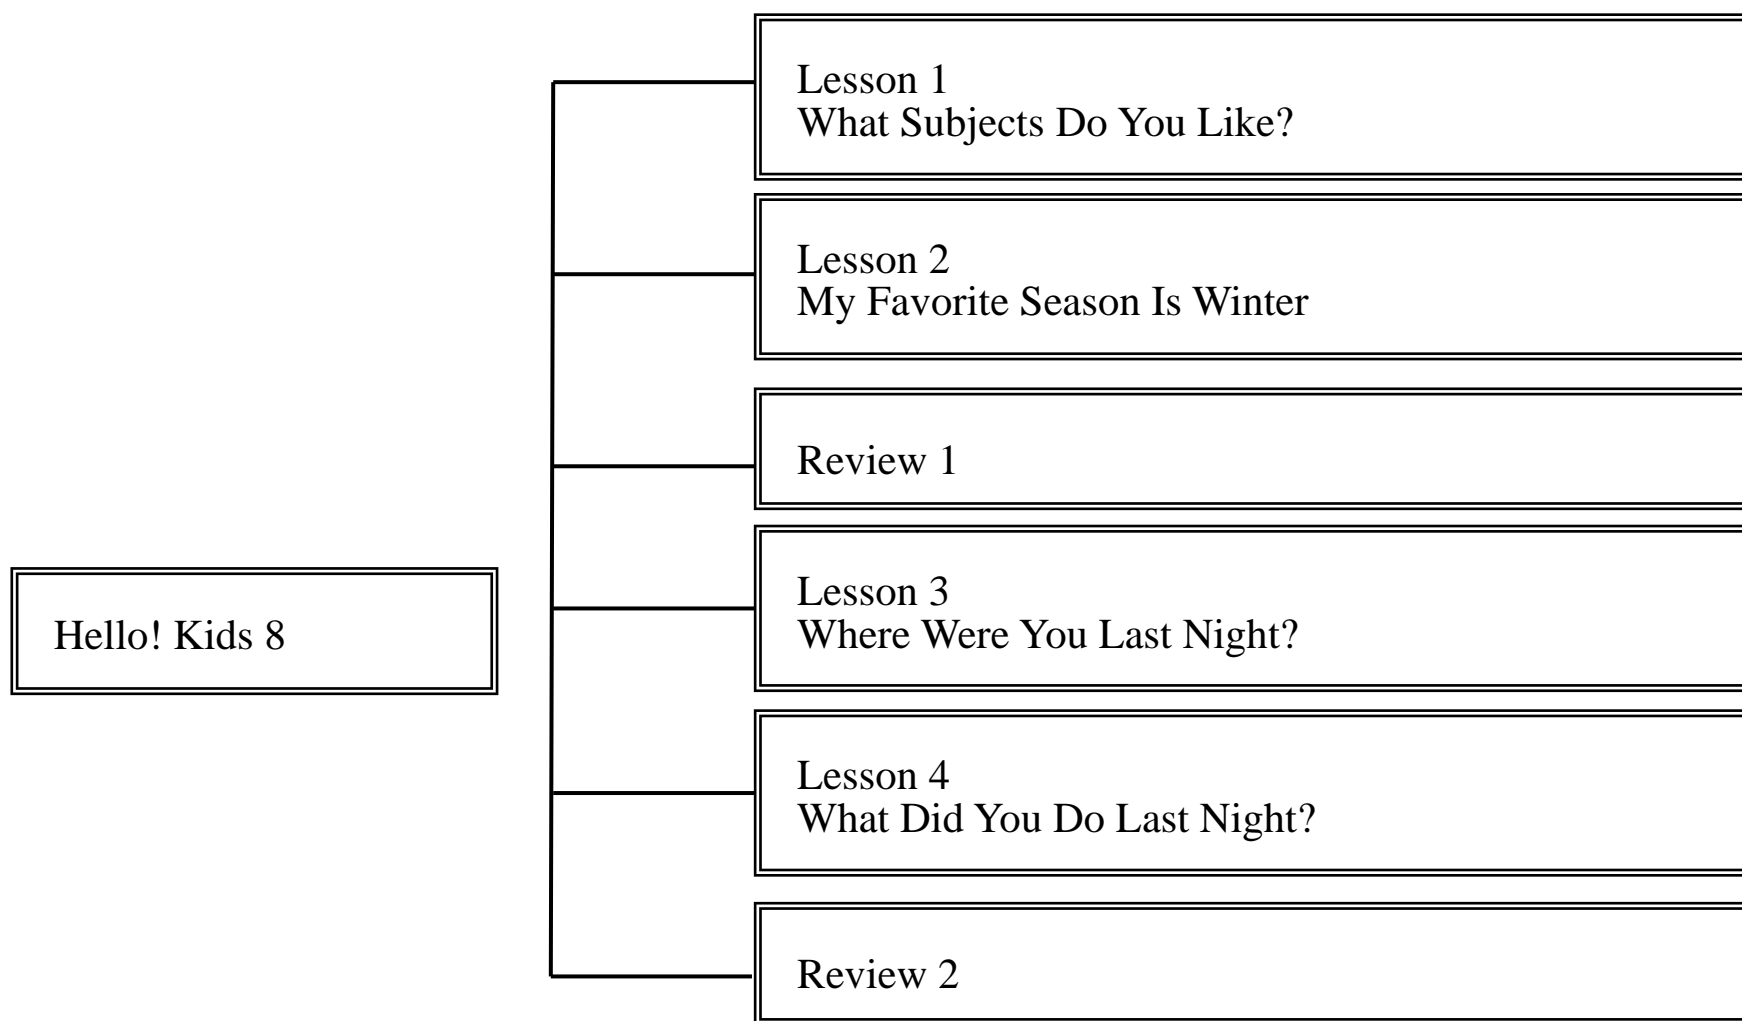 Hello! Kids 8
Lesson 1
What Subjects Do You Like?
Lesson 2
My Favorite Season Is Winter
Review 1
Lesson 3
Where Were You Last Night?
Lesson 4
What Did You Do Last Night?
Review 2